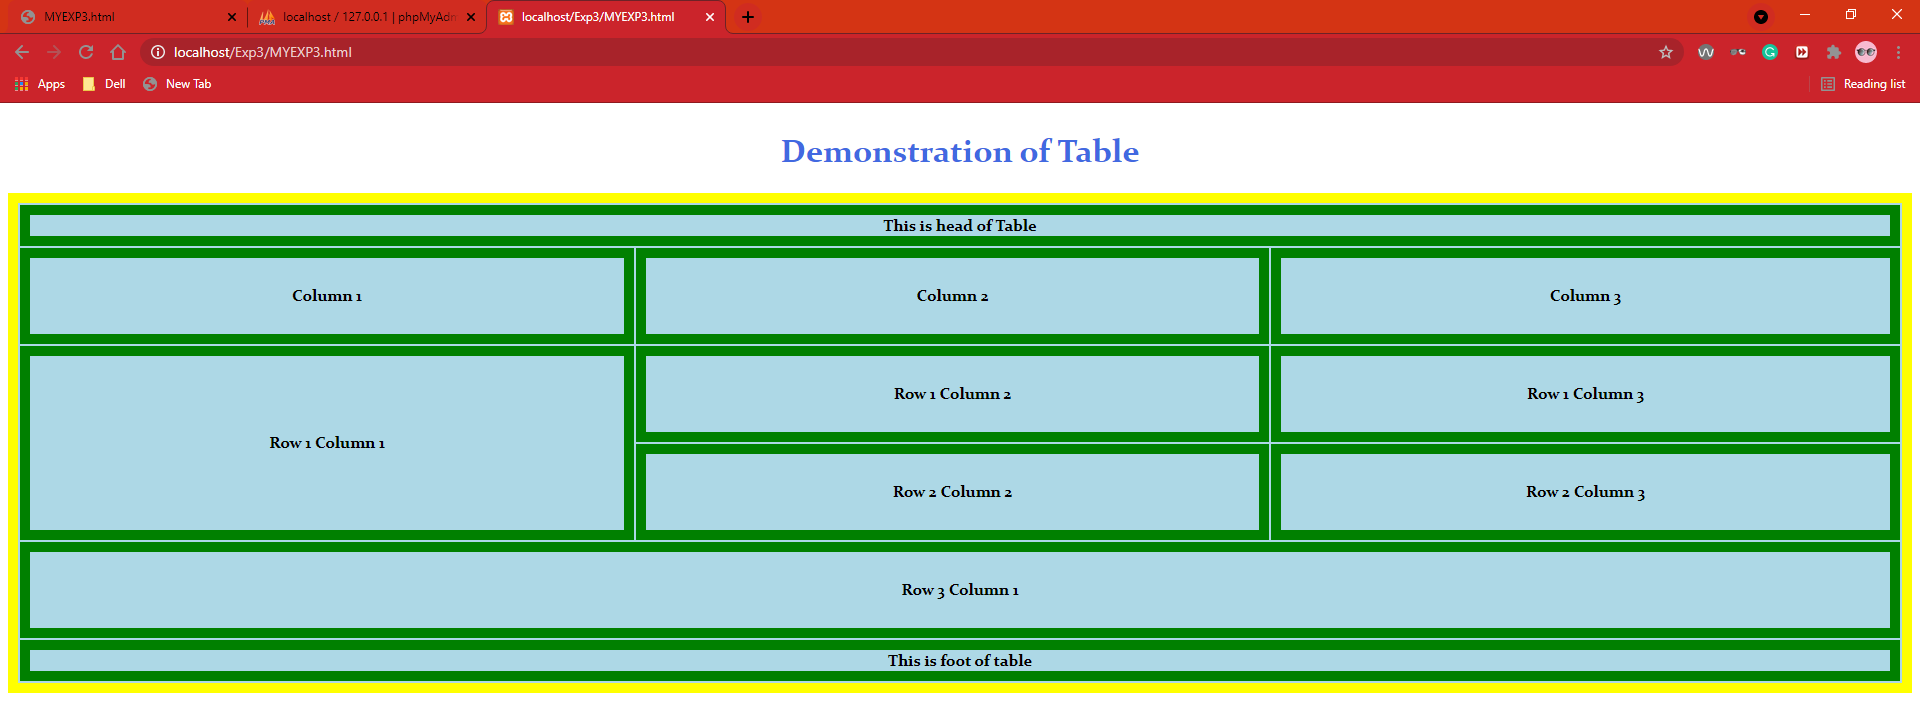 MYEXP3.html
localhost / 127.0.0.1 | phpMyAdm
localhost/Exp3/MYEXP3.html
localhost/Exp3/MYEXP3.html
Apps
Dell
New Tab
Reading list
Demonstration of Table
This is head of Table
Column 1
Column 2
Column 3
Row 1 Column 1
Row 1 Column 2
Row 1 Column 3
Row 2 Column 2
Row 2 Column 3
Row 3 Column 1
This is foot of table